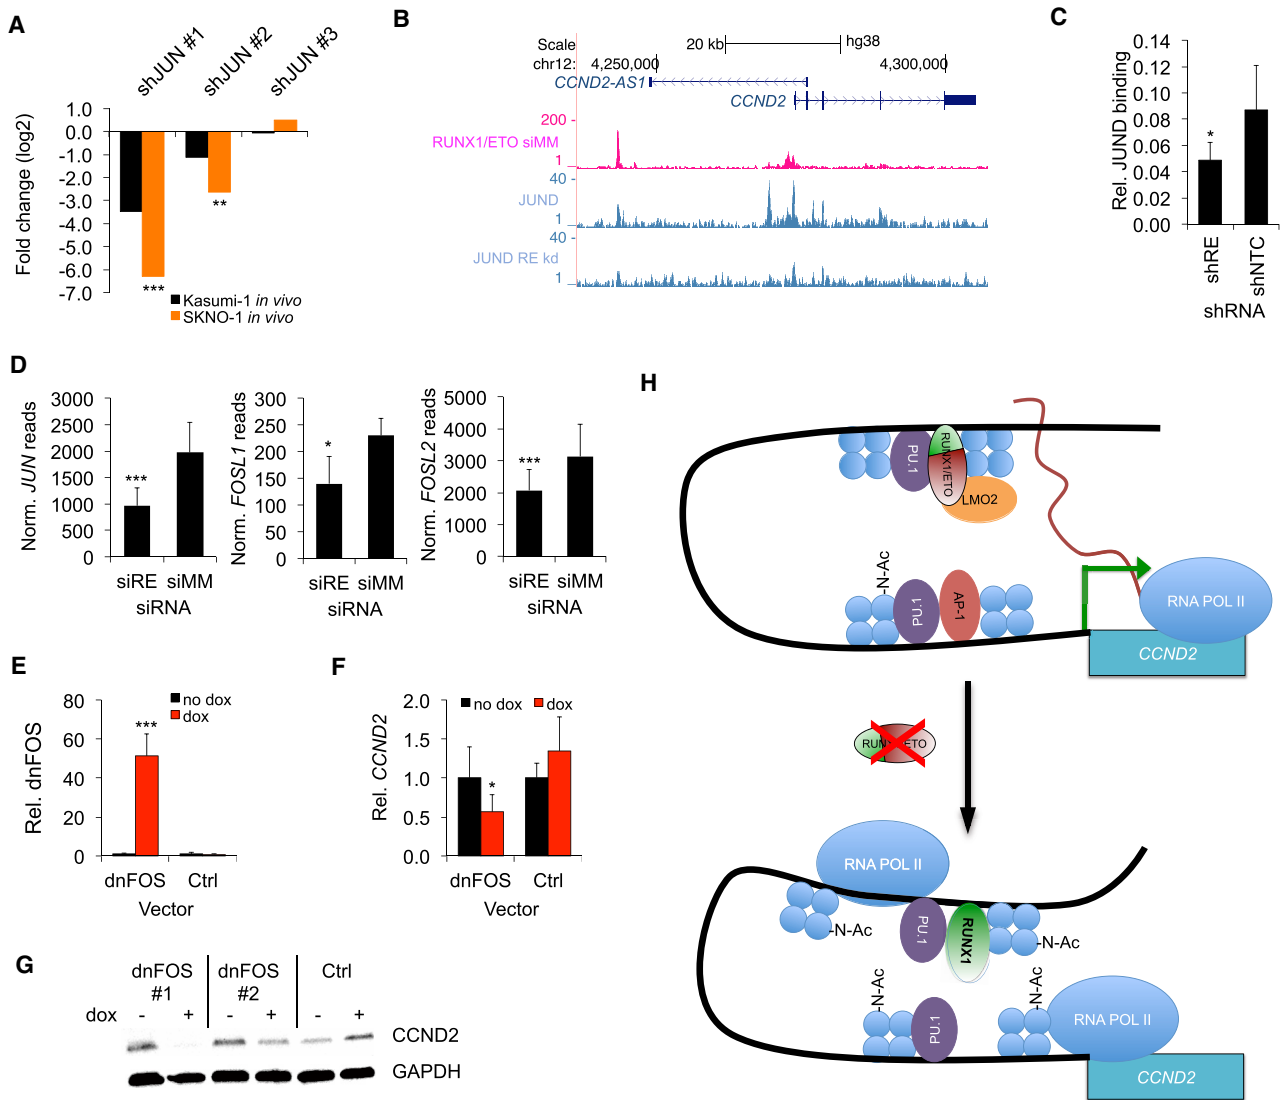 A
shJUN #1
shJUN #2
shJUN #3
Fold change (log2)
1.0
0.0
-1.0
-2.0
-3.0
-4.0
-5.0
-6.0
-7.0
***
**
Kasumi-1 in vivo
SKNO-1 in vivo
B
Scale
20 kb
hg38
chr12:
4,250,000
4,300,000
CCND2-AS1
CCND2
200 -
RUNX1/ETO siMM
1 _
40 -
JUND
1 _
40 -
JUND RE kd
1 _
C
Rel. JUND binding
0.14
0.12
0.10
0.08
0.06
0.04
0.02
0.00
*
shRE
shNTC
shRNA
D
Norm. JUN reads
3000
2500
2000
1500
1000
500
0
***
siRE siMM
siRNA
Norm. FOSL1 reads
300
250
200
150
100
50
0
*
siRE siMM
siRNA
Norm. FOSL2 reads
5000
4000
3000
2000
1000
0
***
siRE siMM
siRNA
E
Rel. dnFOS
80
60
40
20
0
no dox
dox
***
dnFOS Ctrl
Vector
F
Rel. CCND2
2.0
1.5
1.0
0.5
0.0
no dox dox
*
dnFOS Ctrl
Vector
G
dnFOS #1
dnFOS #2
Ctrl
dox - + - + - +
CCND2
GAPDH
H
PU.1
RUNX1/ETO
LMO2
-N-Ac
PU.1
AP-1
RNA POL II
CCND2
RUNX1/ETO
RNA POL II
-N-Ac
PU.1
RUNX1
-N-Ac
-N-Ac
PU.1
-N-Ac
RNA POL II
CCND2